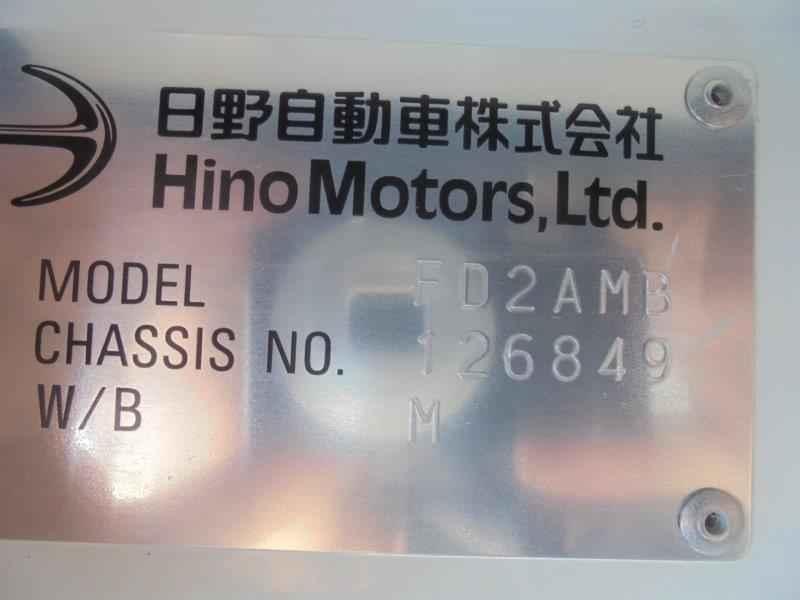 日野自動車株式会社
Hino Motors, Ltd.
MODEL FD2AMB
CHASSIS NO. 126849
W/B M